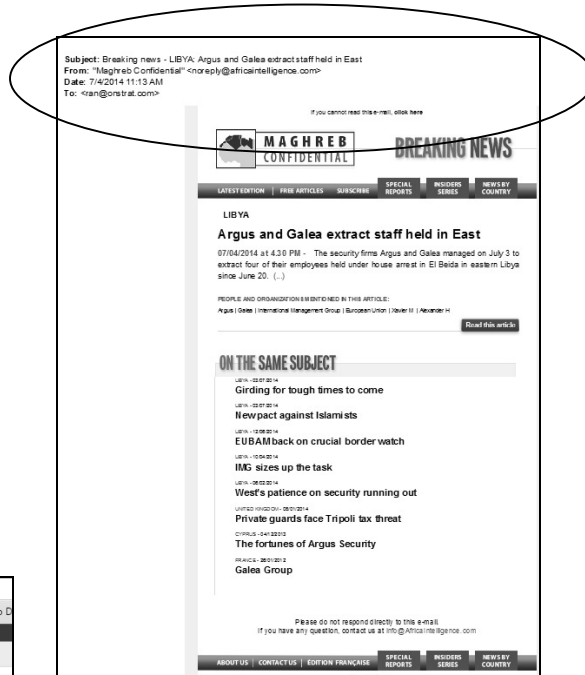 Subject: Breaking news - LIBYA: Argus and Galea extract staff held in East
From: "Maghreb Confidential" <noreply@africaintelligence.com>
Date: 7/4/2014 11:13 AM
To: <ran@onstrat.com>
If you cannot read this e-mail, click here
MAGHREB
CONFIDENTIAL
BREAKING NEWS
LATEST EDITION | FREE ARTICLES SUBSCRIBE SPECIAL REPORTS INSIDERS SERIES NEWS BY COUNTRY
LIBYA
Argus and Galea extract staff held in East
07/04/2014 at 4.30 PM - The security firms Argus and Galea managed on July 3 to
extract four of their employees held under house arrest in El Beida in eastern Libya
since June 20. (...)
PEOPLE AND ORGANIZATIONS MENTIONED IN THIS ARTICLE:
Argus | Galea | International Management Group | European Union | Xavier M | Alexander H
Read this article
ON THE SAME SUBJECT
LIBYA - 03/07/2014
Girding for tough times to come
LIBYA - 03/07/2014
New pact against Islamists
LIBYA - 12/06/2014
EUBAM back on crucial border watch
LIBYA - 10/04/2014
IMG sizes up the task
LIBYA - 06/02/2014
West's patience on security running out
UNITED KINGDOM - 09/01/2014
Private guards face Tripoli tax threat
CYPRUS - 04/12/2013
The fortunes of Argus Security
FRANCE - 26/01/2012
Galea Group
Please do not respond directly to this e-mail.
If you have any question, contact us at info@Africaintelligence.com
ABOUT US | CONTACT US | ÉDITION FRANÇAISE SPECIAL REPORTS INSIDERS SERIES NEWS BY COUNTRY